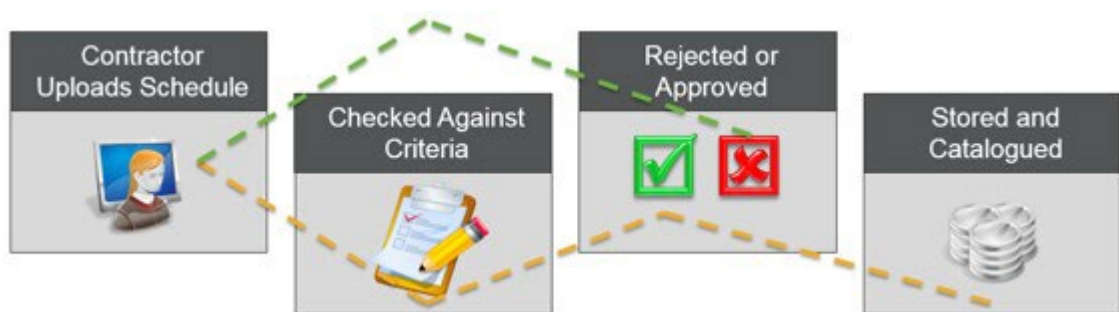 Contractor
Uploads Schedule
Checked Against
Criteria
Rejected or
Approved
Stored and
Catalogued